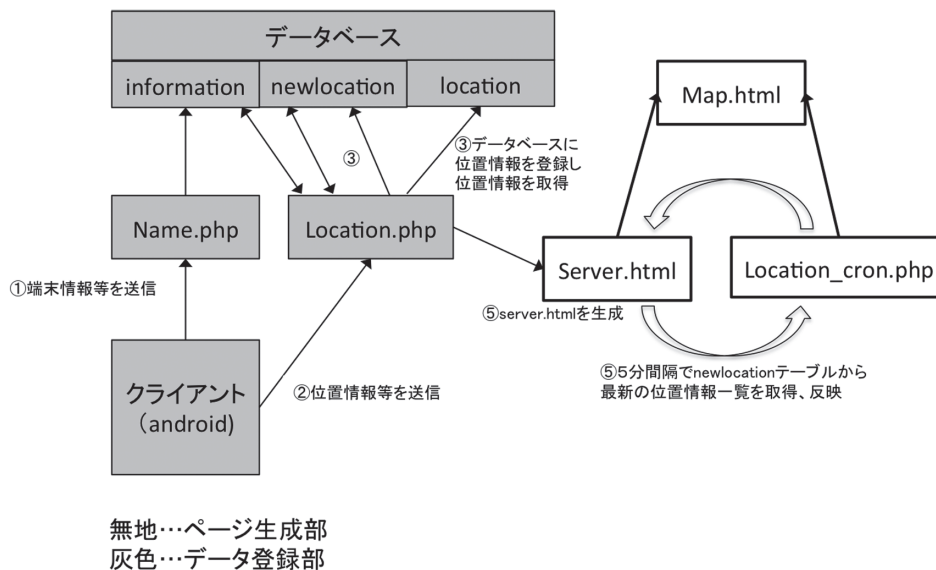 データベース
information
newlocation
location
Map.html
③
③データベースに
位置情報を登録し
位置情報を取得
Name.php
Location.php
Server.html
Location_cron.php
①端末情報等を送信
⑤server.htmlを生成
クライアント
(android)
②位置情報等を送信
⑤5分間隔でnewlocationテーブルから
最新の位置情報一覧を取得、反映
無地…ページ生成部
灰色…データ登録部